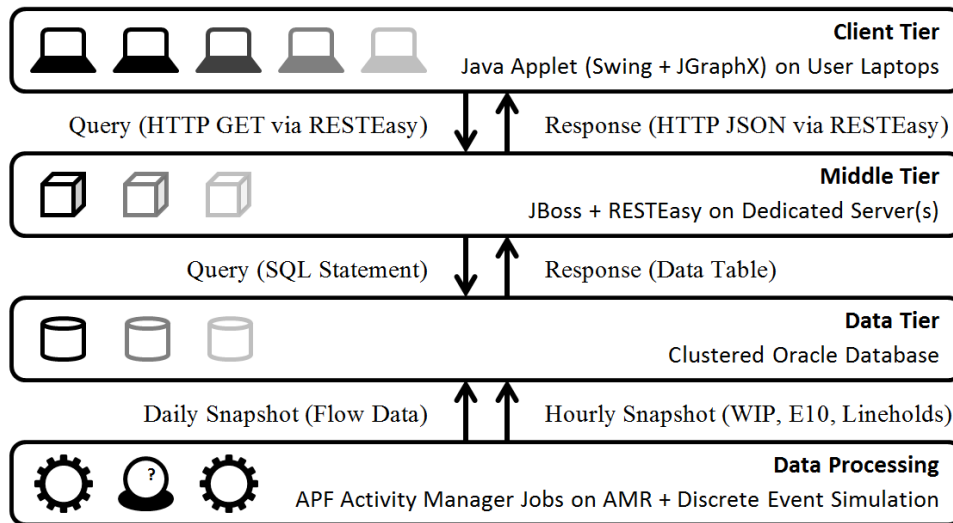 Client Tier
Java Applet (Swing + JGraphX) on User Laptops
Query (HTTP GET via RESTEasy)
Response (HTTP JSON via RESTEasy)
Middle Tier
JBoss + RESTEasy on Dedicated Server(s)
Query (SQL Statement)
Response (Data Table)
Data Tier
Clustered Oracle Database
Daily Snapshot (Flow Data)
Hourly Snapshot (WIP, E10, Lineholds)
?
Data Processing
APF Activity Manager Jobs on AMR + Discrete Event Simulation